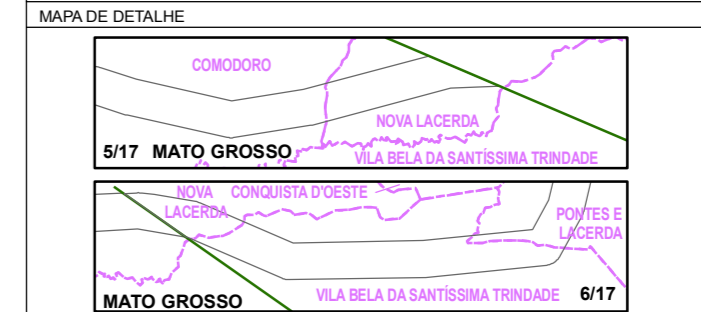 MAPA DE DETALHE
COMODORO
NOVA LACERDA
5/17 MATO GROSSO
VILA BELA DA SANTÍSSIMA TRINDADE
NOVA
LACERDA
CONQUISTA D'OESTE
PONTES E
LACERDA
MATO GROSSO
VILA BELA DA SANTÍSSIMA TRINDADE
6/17